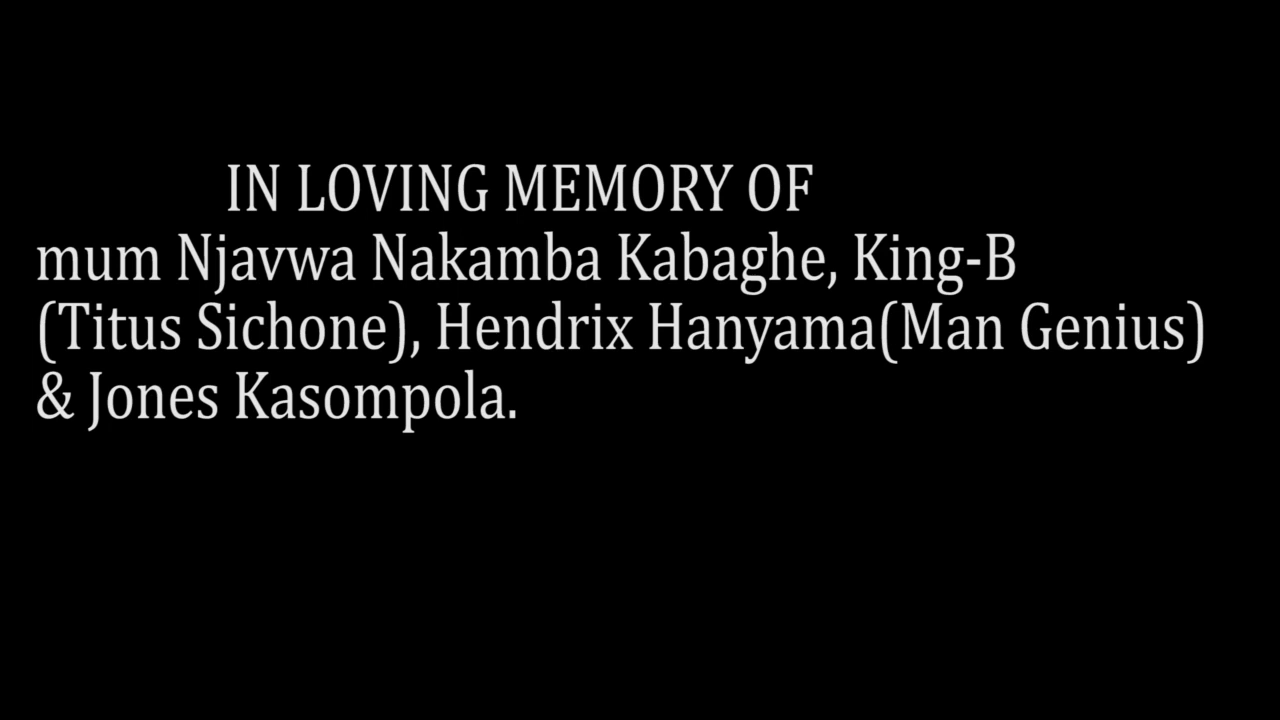 IN LOVING MEMORY OF
mum Njavwa Nakamba Kabaghe, King-B
(Titus Sichone), Hendrix Hanyama(Man Genius)
& Jones Kasompola.